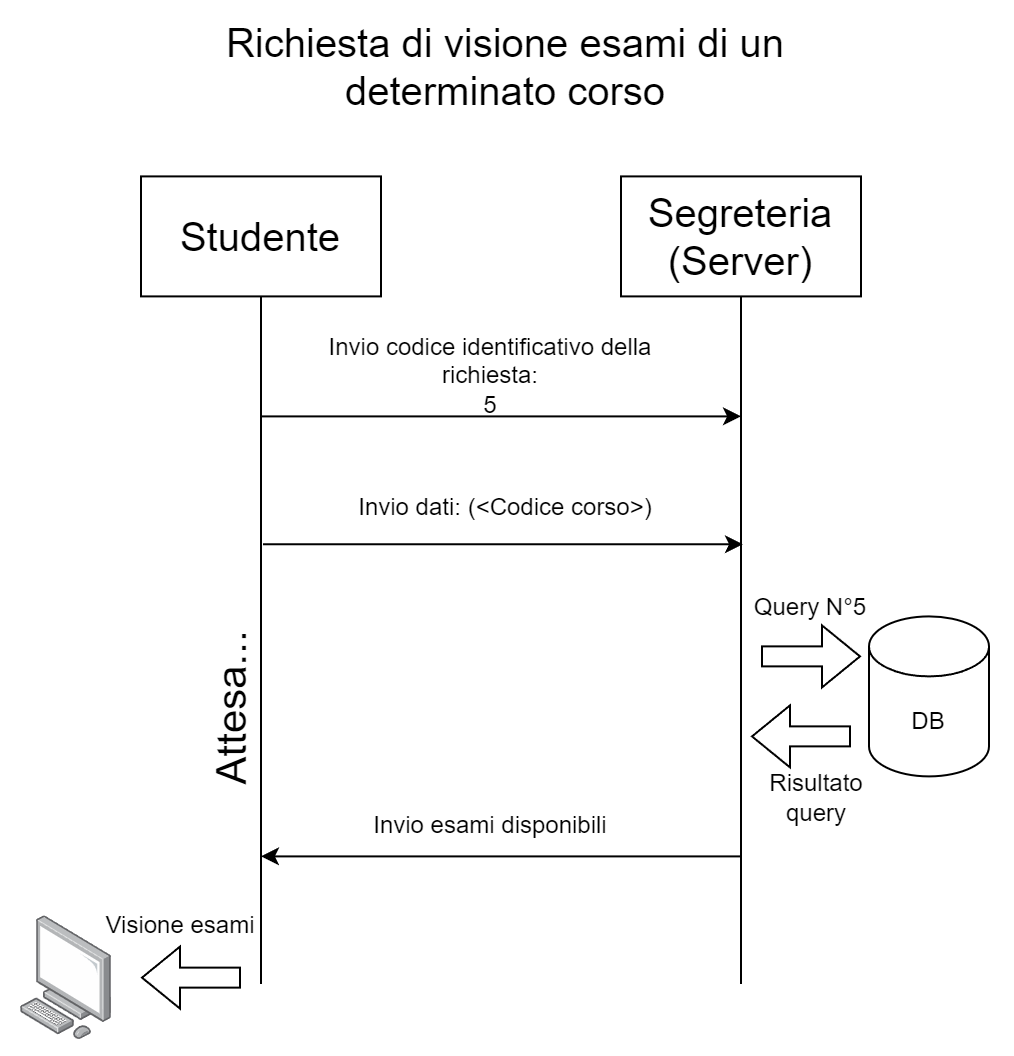 Richiesta di visione esami di un
determinato corso
Studente
Segreteria
(Server)
Invio codice identificativo della
richiesta:
5
Invio dati: (<Codice corso>)
Query N°5
Attesa...
DB
Risultato
query
Invio esami disponibili
Visione esami